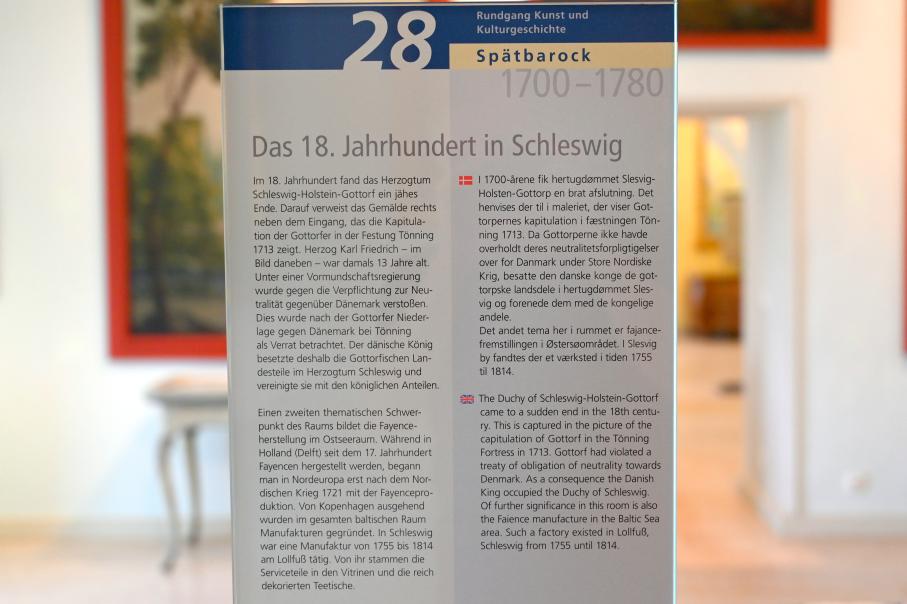 28
Rundgang Kunst und
Kulturgeschichte
Spätbarock
1700–1780
Das 18. Jahrhundert in Schleswig
Im 18. Jahrhundert fand das Herzogtum
Schleswig-Holstein-Gottorf ein jähes
Ende. Darauf verweist das Gemälde rechts
neben dem Eingang, das die Kapitula-
tion der Gottorfer in der Festung Tönning
1713 zeigt. Herzog Karl Friedrich – im
Bild daneben – war damals 13 Jahre alt.
Unter einer Vormundschaftsregierung
wurde gegen die Verpflichtung zur Neu-
tralität gegenüber Dänemark verstoßen.
Dies wurde nach der Gottorfer Nieder-
lage gegen Dänemark bei Tönning
als Verrat betrachtet. Der dänische König
besetzte deshalb die Gottorfischen Lan-
desteile im Herzogtum Schleswig und
vereinigte sie mit den königlichen Anteilen.
Einen zweiten thematischen Schwer-
punkt des Raums bildet die Fayence-
herstellung im Ostseeraum. Während in
Holland (Delft) seit dem 17. Jahrhundert
Fayencen hergestellt werden, begann
man in Nordeuropa erst nach dem Nor-
dischen Krieg 1721 mit der Fayencepro-
duktion. Von Kopenhagen ausgehend
wurden im gesamten baltischen Raum
Manufakturen gegründet. In Schleswig
war eine Manufaktur von 1755 bis 1814
am Lollfuß tätig. Von ihr stammen die
Serviceteile in den Vitrinen und die reich
dekorierten Teetische.
I 1700-årene fik hertugdømmet Slesvig-
Holsten-Gottorp en brat afslutning. Det
henvises der til i maleriet, der viser Got-
torpernes kapitulation i fæstningen Tön-
ning 1713. Da Gottorperne ikke havde
overholdt deres neutralitetsforpligtigelser
over for Danmark under Store Nordiske
Krig, besatte den danske konge de got-
torpske landsdele i hertugdømmet Sles-
vig og forenede dem med de kongelige
andele.
Det andet tema her i rummet er fajance-
fremstillingen i Østersøområdet. I Slesvig
by fandtes der et værksted i tiden 1755
til 1814.
The Duchy of Schleswig-Holstein-Gottorf
came to a sudden end in the 18th centu-
ry. This is captured in the picture of the
capitulation of Gottorf in the Tönning
Fortress in 1713. Gottorf had violated a
treaty of obligation of neutrality towards
Denmark. As a consequence the Danish
King occupied the Duchy of Schleswig.
Of further significance in this room is also
the Faience manufacture in the Baltic Sea
area. Such a factory existed in Lollfuß,
Schleswig from 1755 until 1814.